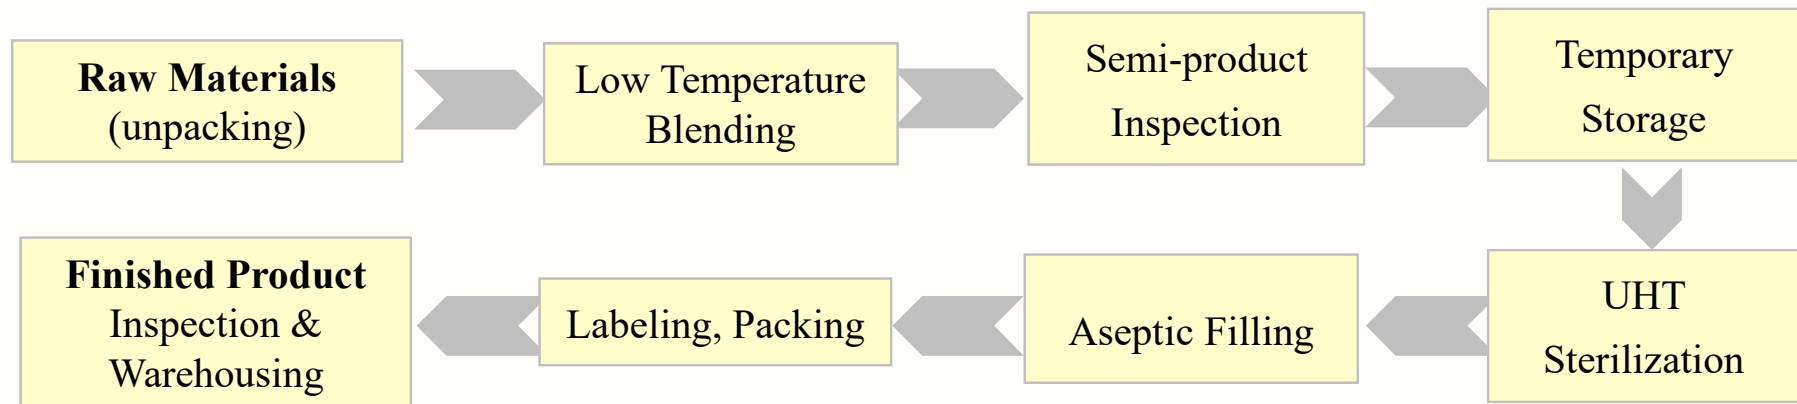 Raw Materials
(unpacking)
Low Temperature
Blending
Semi-product
Inspection
Temporary
Storage
UHT
Sterilization
Aseptic Filling
Labeling, Packing
Finished Product
Inspection &
Warehousing